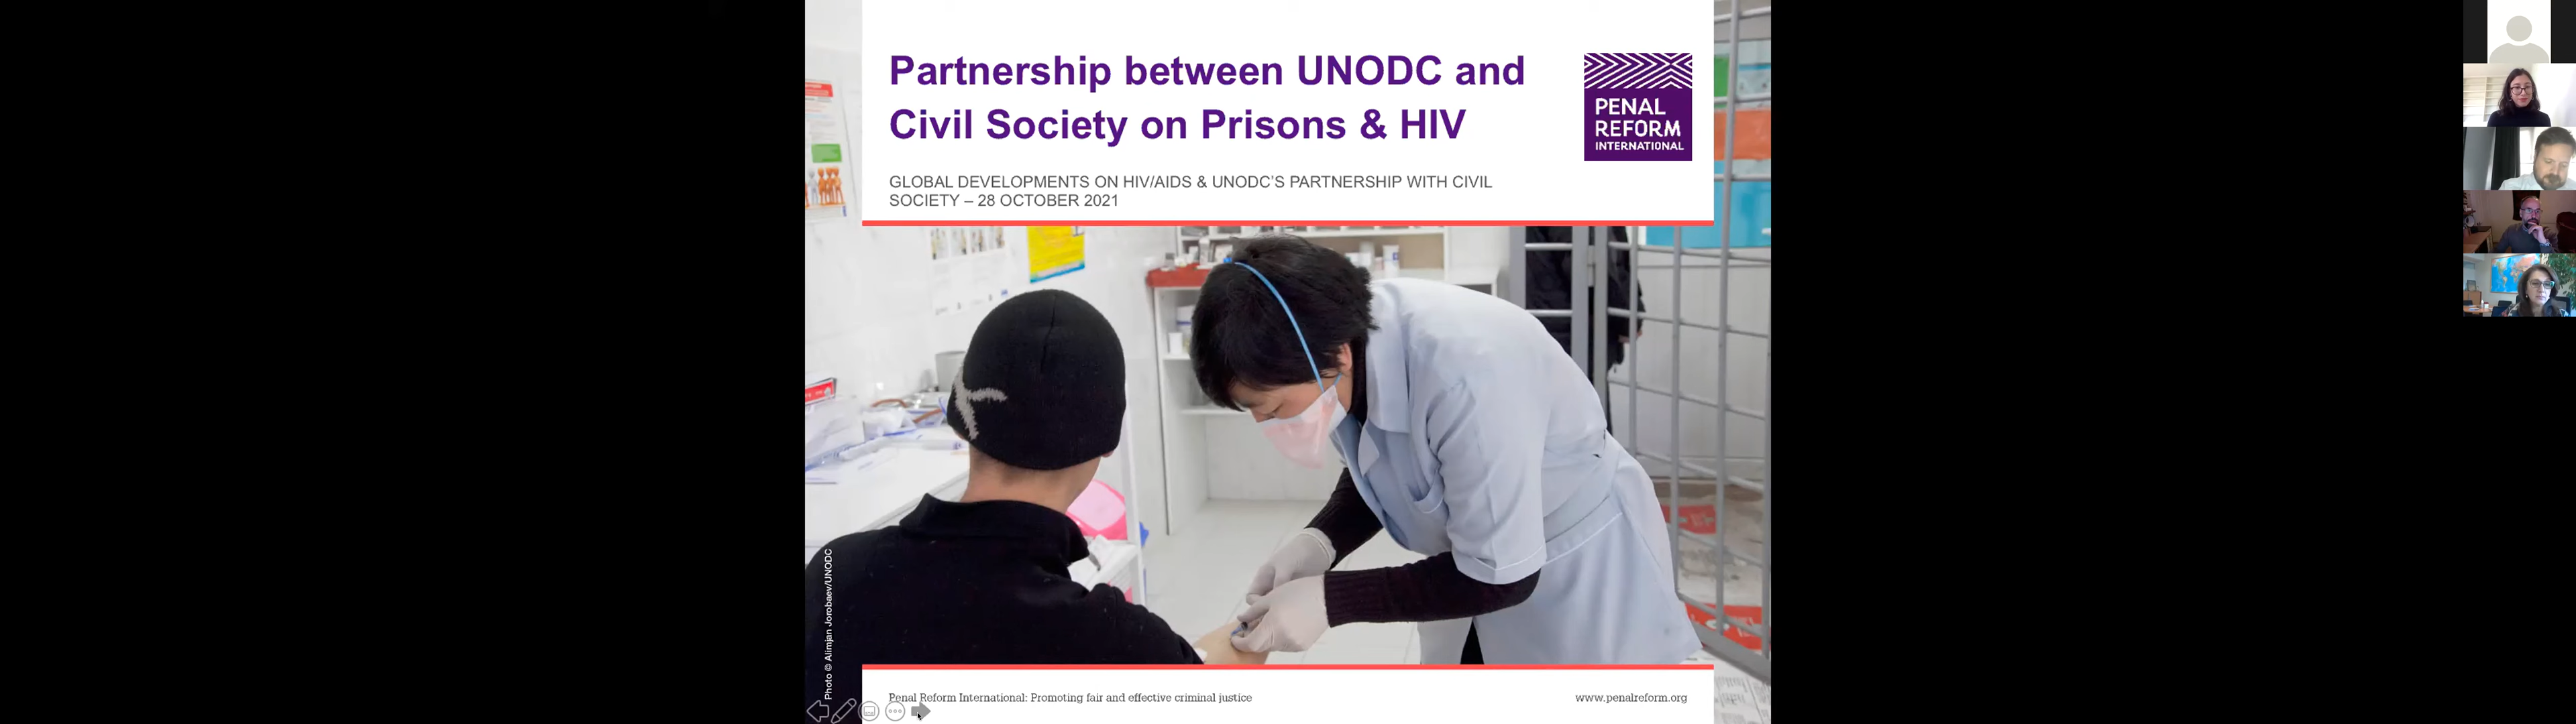 Partnership between UNODC and
Civil Society on Prisons & HIV
PENAL
REFORM
INTERNATIONAL
GLOBAL DEVELOPMENTS ON HIV/AIDS & UNODC’S PARTNERSHIP WITH CIVIL
SOCIETY – 28 OCTOBER 2021
Photo © Alimjan Jorobaev/UNODC
Penal Reform International: Promoting fair and effective criminal justice
www.penalreform.org